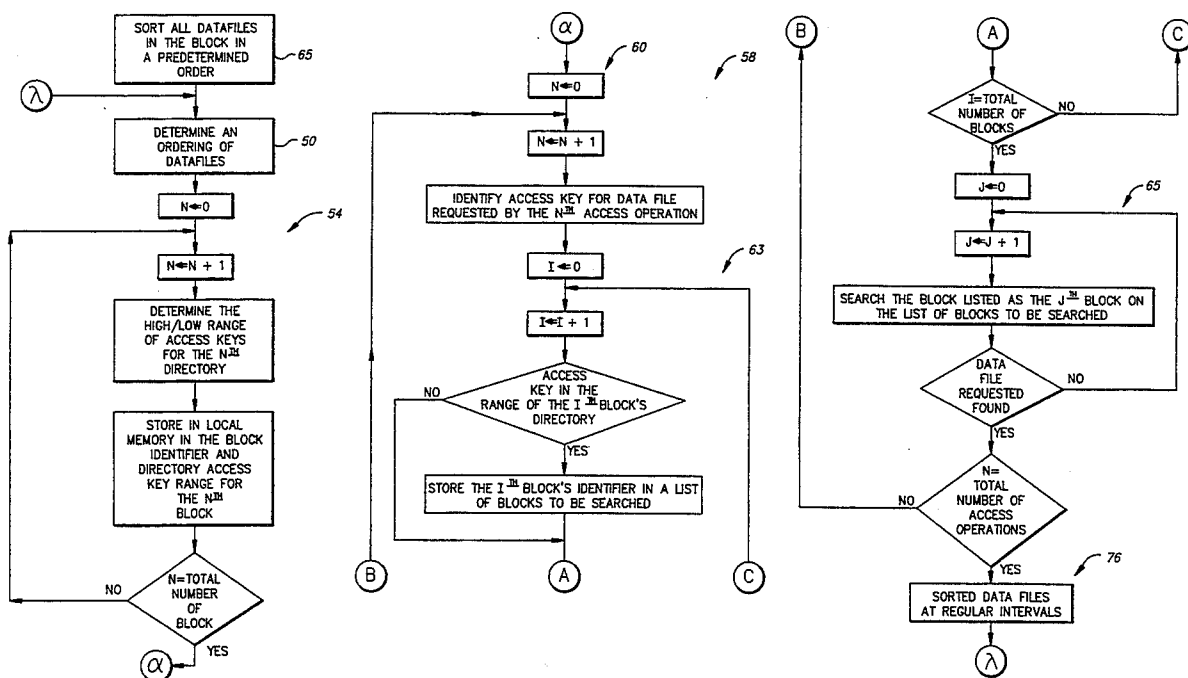 SORT ALL DATAFILES
IN THE BLOCK IN
A PREDETERMINED
ORDER
65
λ
DETERMINE AN
ORDERING OF
DATAFILES
50
N⇐0
54
N⇐N + 1
DETERMINE THE
HIGH/LOW RANGE
OF ACCESS KEYS
FOR THE NTH
DIRECTORY
STORE IN LOCAL
MEMORY IN THE BLOCK
IDENTIFIER AND
DIRECTORY ACCESS
KEY RANGE FOR
THE NTH
BLOCK
NO
N=TOTAL
NUMBER
OF
BLOCK
YES
α
α
60
58
N⇐0
N⇐N + 1
IDENTIFY ACCESS KEY FOR DATA FILE
REQUESTED BY THE NTH ACCESS OPERATION
I⇐0
63
I⇐I + 1
NO
ACCESS
KEY IN THE
RANGE OF THE I TH BLOCK'S
DIRECTORY
YES
STORE THE I TH BLOCK'S IDENTIFIER IN A LIST
OF BLOCKS TO BE SEARCHED
B
A
C
B
A
C
I=TOTAL
NUMBER OF
BLOCKS
NO
YES
J⇐0
65
J⇐J + 1
SEARCH THE BLOCK LISTED AS THE J TH BLOCK ON
THE LIST OF BLOCKS TO BE SEARCHED
DATA
FILE
REQUESTED
FOUND
NO
YES
N=
TOTAL
NUMBER OF
ACCESS
OPERATIONS
NO
YES
76
SORTED DATA FILES
AT REGULAR INTERVALS
λ